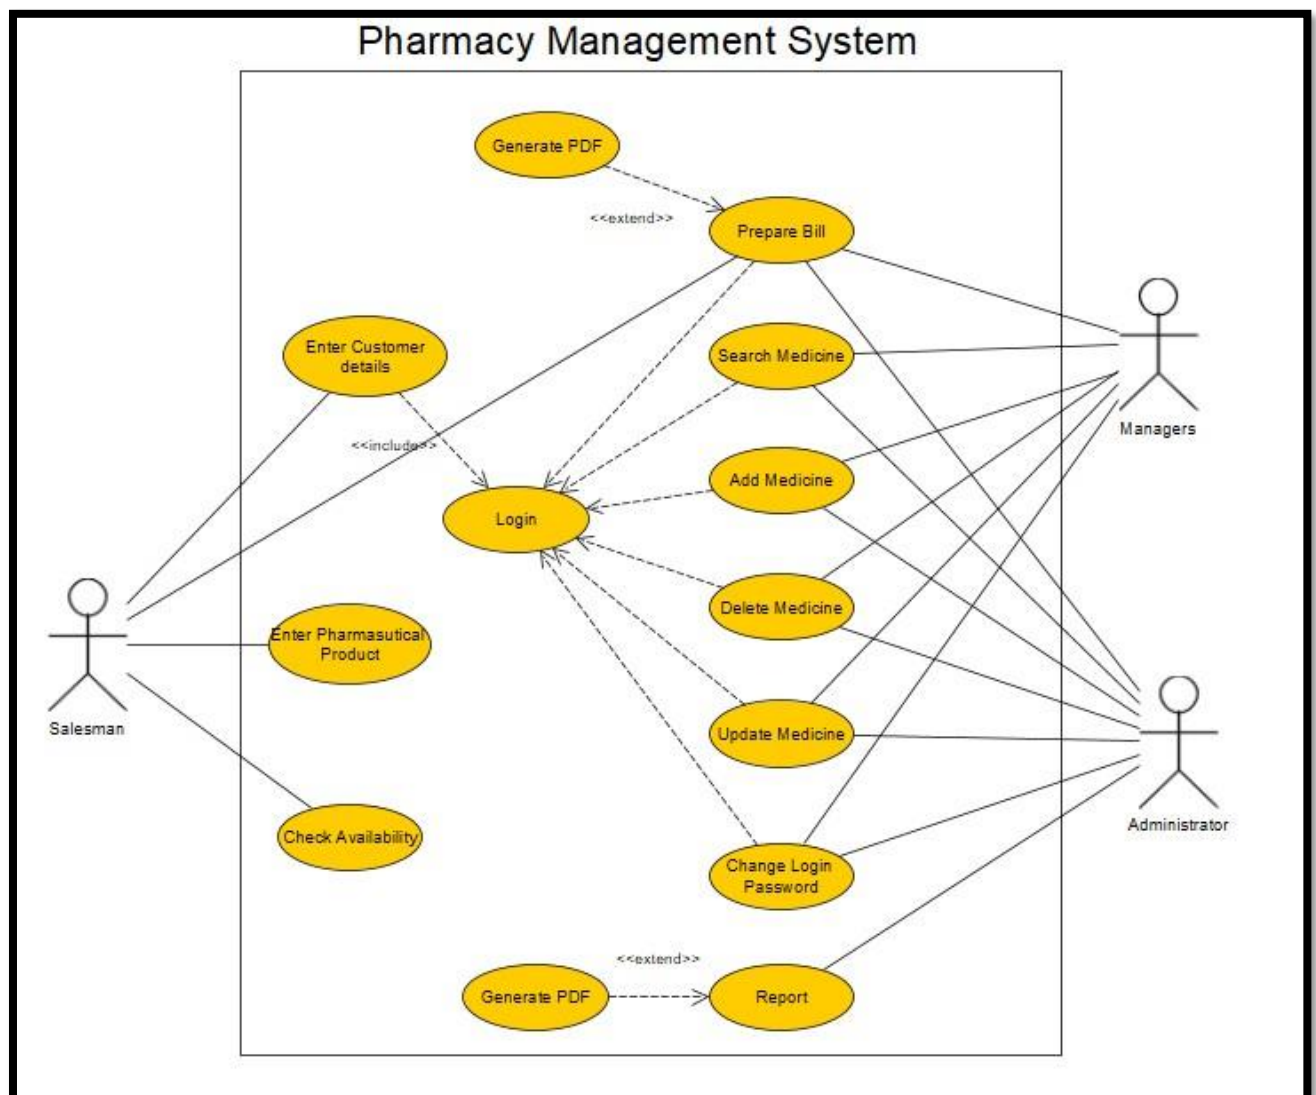 Pharmacy Management System
Generate PDF
<<extend>>
Prepare Bill
Enter Customer
details
Search Medicine
<<include>>
Managers
Add Medicine
Login
Delete Medicine
Enter Pharmasutical
Product
Salesman
Update Medicine
Check Availability
Administrator
Change Login
Password
<<extend>>
Generate PDF
Report